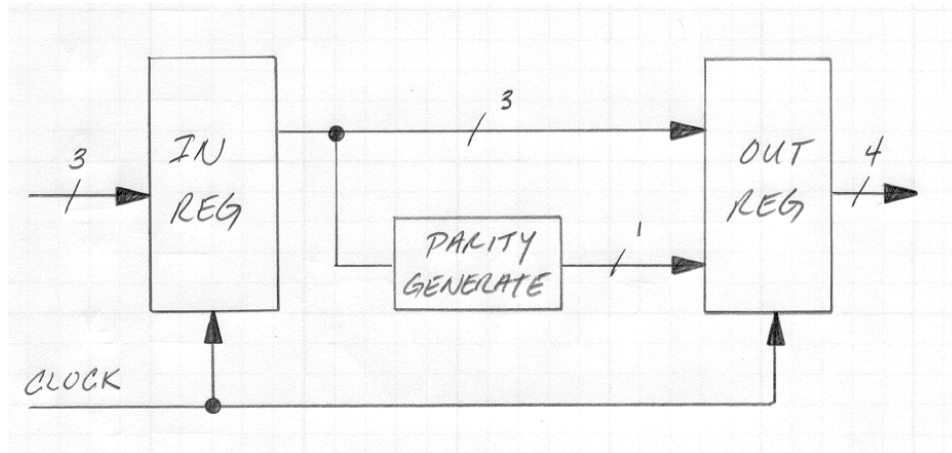 3
IN
REG
3
PARITY
GENERATE
1
OUT
REG
4
CLOCK